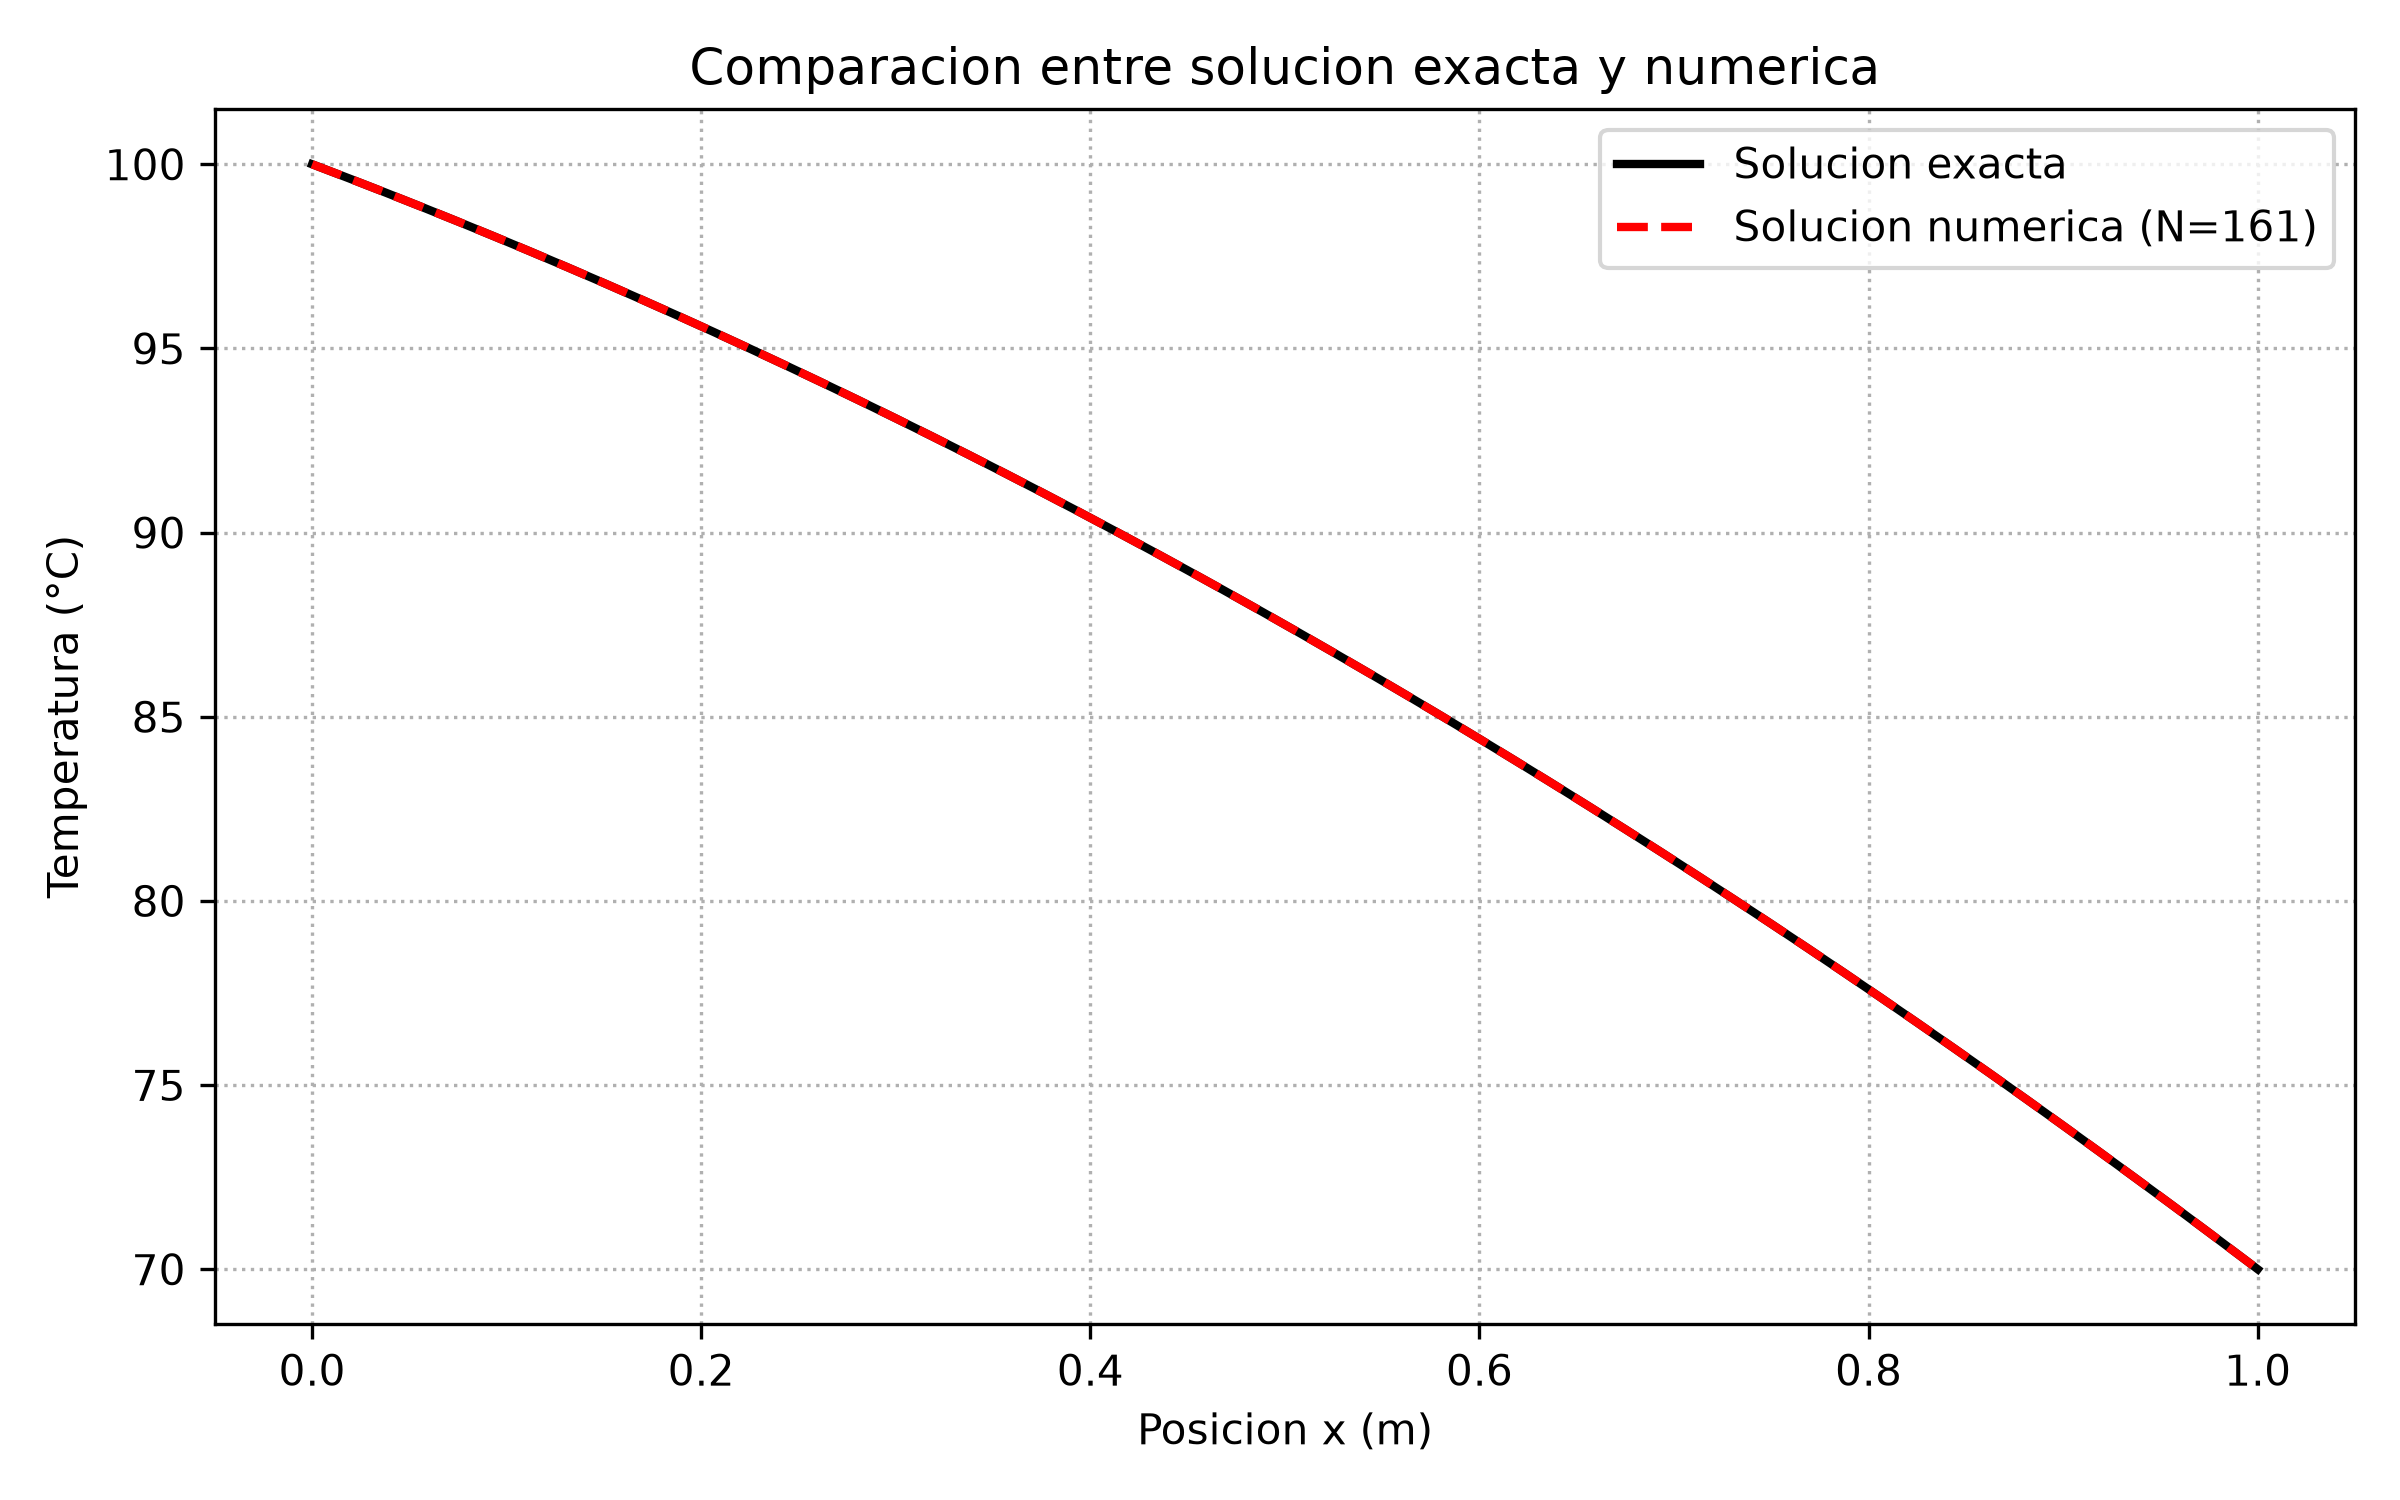 Comparacion entre solucion exacta y numerica
Solucion exacta
Solucion numerica (N=161)
Temperatura (°C)
100
95
90
85
80
75
70
0.0 0.2 0.4 0.6 0.8 1.0
Posicion x (m)